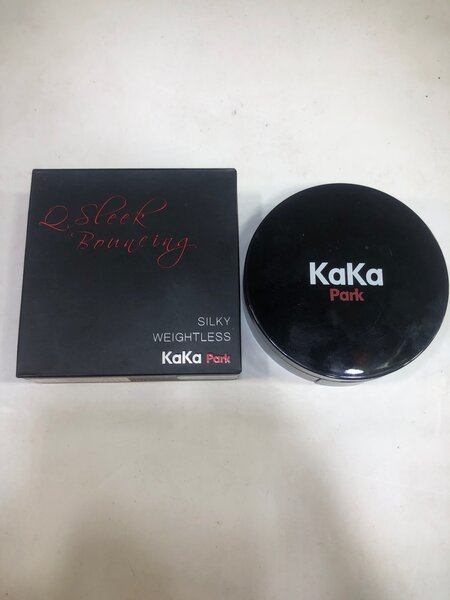 Q.Sleek
Bouncing
SILKY
WEIGHTLESS
KaKa Park
KaKa
Park